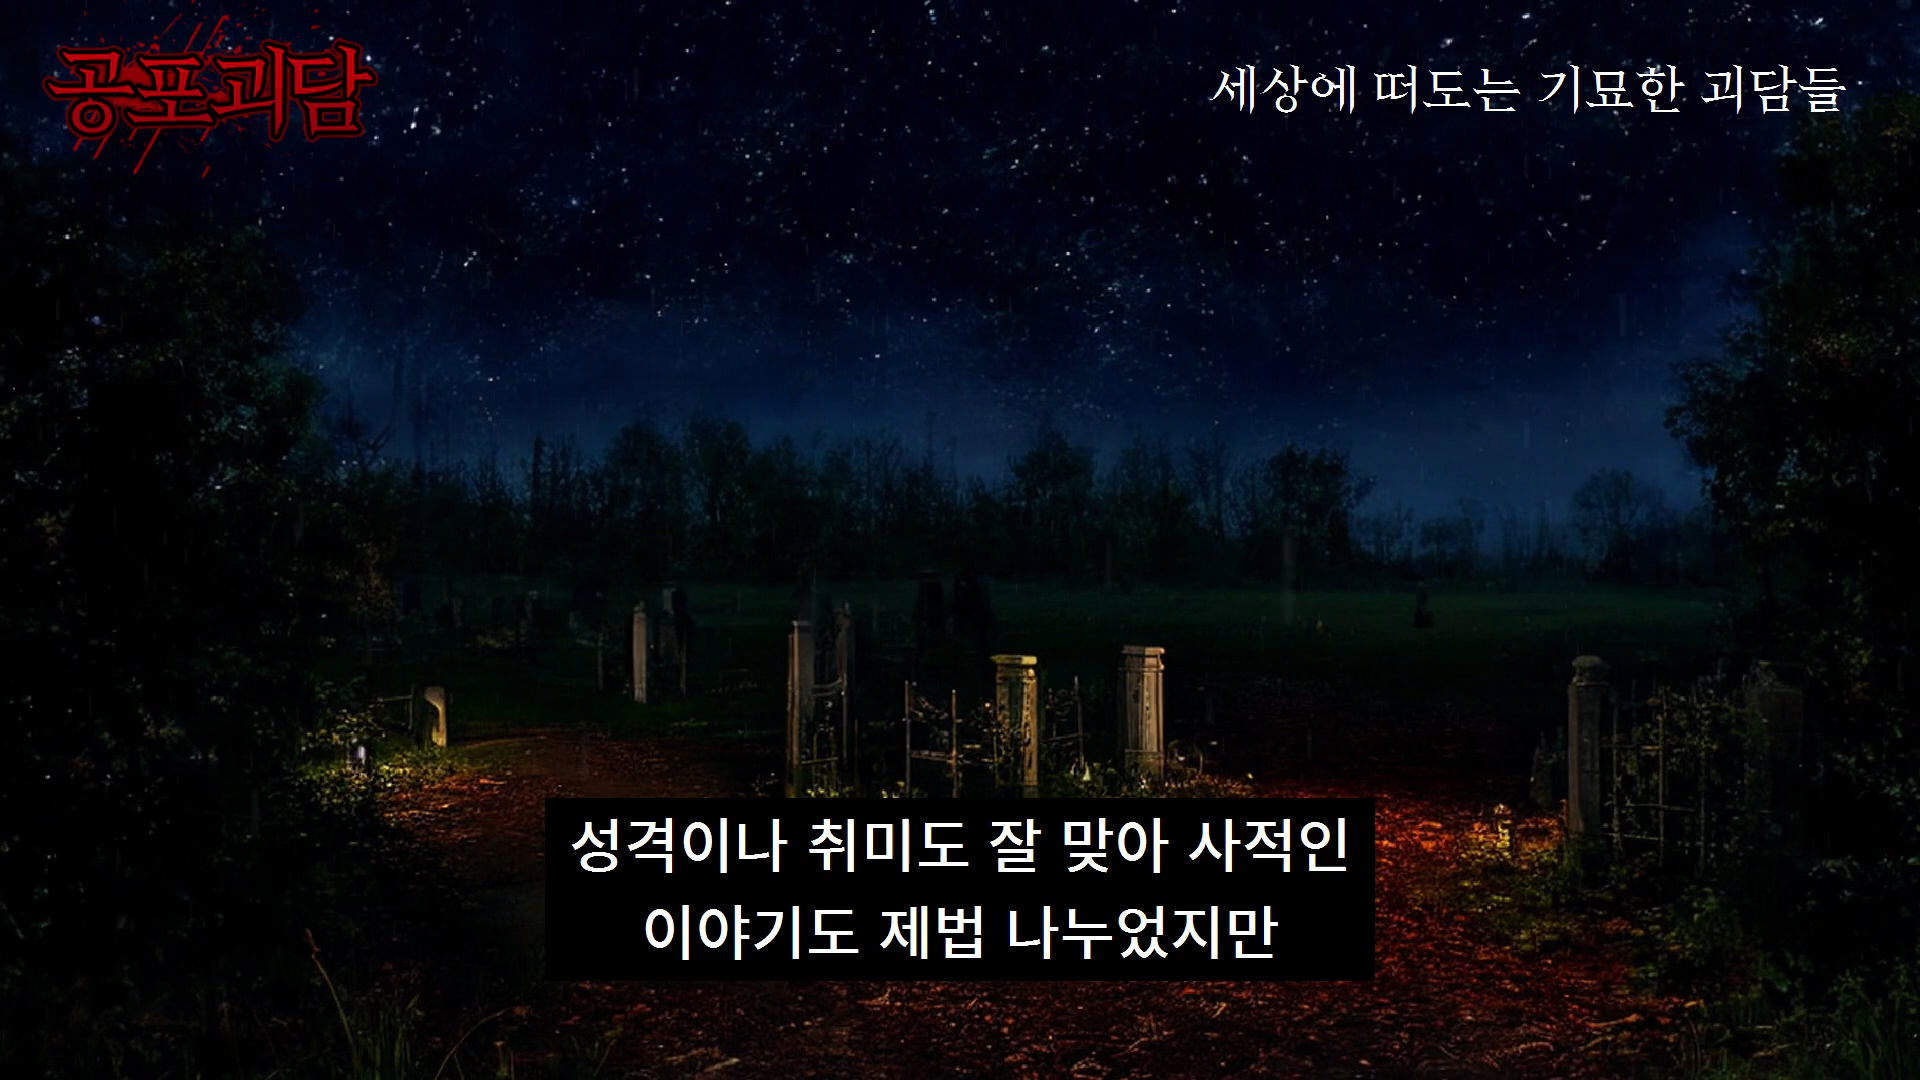 공포괴담
세상에 떠도는 기묘한 괴담들
성격이나 취미도 잘 맞아 사적인
이야기도 제법 나누었지만